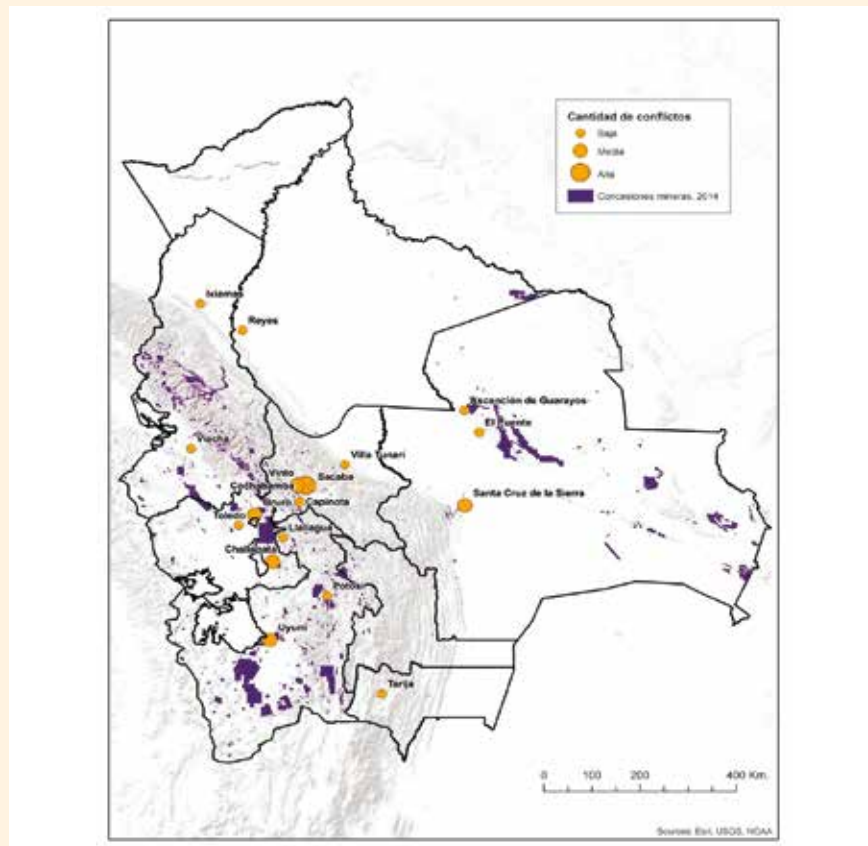 Cantidad de conflictos
Baja
Media
Alta
Concesiones mineras, 2014
Ixiamas
Reyes
Ascención de Guarayos
El Puente
Viacha
Villa Tunari
Vinto
Sacaba
Cochabamba
Santa Cruz de la Sierra
Capinota
Oruro
Toledo
Llallagua
Challapata
Potosí
Uyuni
Tarija
0 100 200 400 Km.
Sources: Esri, USGS, NOAA